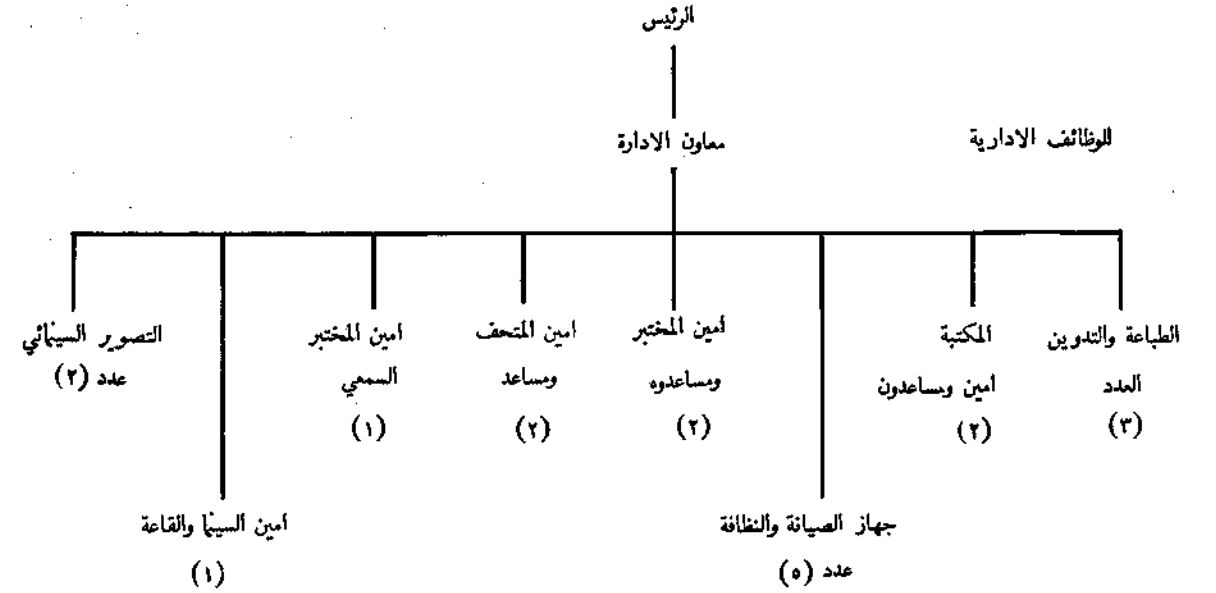 الرئيس
للوظائف الادارية
معاون الادارة
الطباعة والتدوين
العدد
(٣)
المكتبة
أمين ومساعدون
(٢)
أمين المختبر
ومساعدوه
(٢)
امين المتحف
ومساعد
(٢)
امين المختبر
السمعي
(١)
التصوير السينمائي
عدد (٢)
جهاز الصيانة والنظافة
عدد (٥)
امين السينما والقاعة
(١)